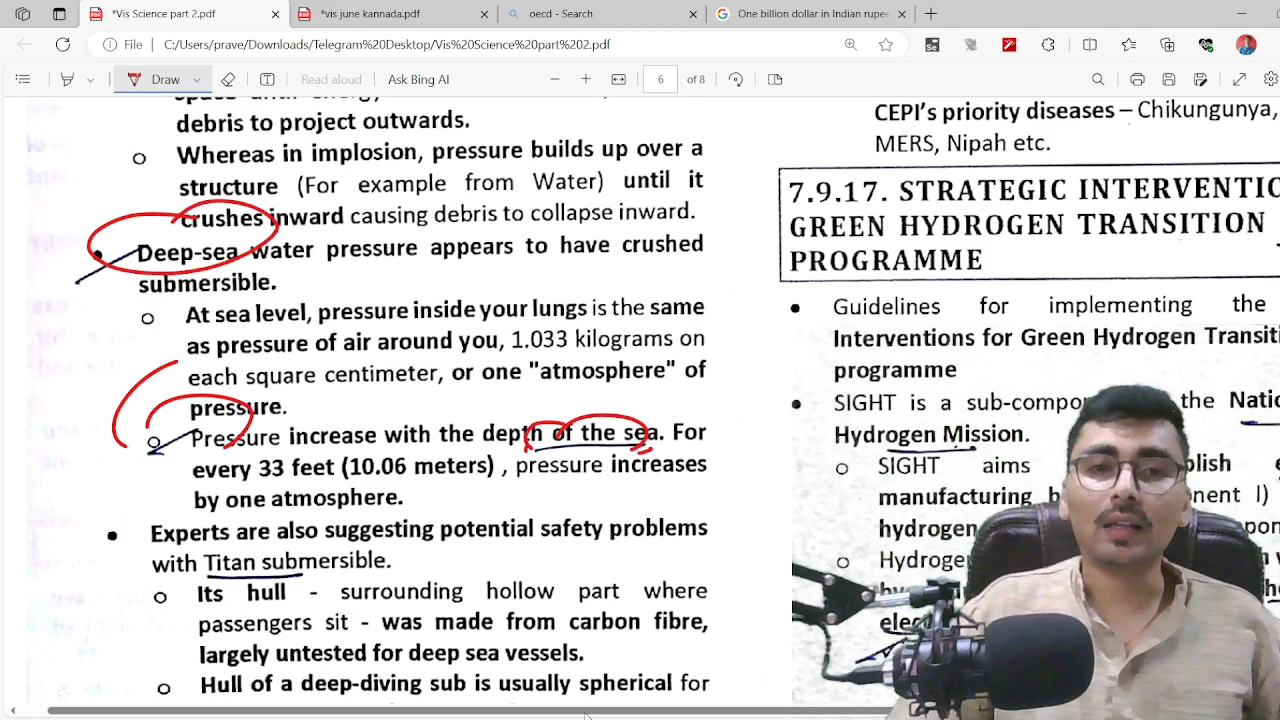 *Vis Science part 2.pdf
*vis june kannada.pdf
oecd - Search
One billion dollar in Indian rupee
File
C:/Users/prave/Downloads/Telegram%20Desktop/Vis%20Science%20part%202.pdf
Draw
Read aloud
Ask Bing AI
6 of 8
debris to project outwards.
Whereas in implosion, pressure builds up over a
structure (For example from Water) until it
crushes inward causing debris to collapse inward.
Deep-sea water pressure appears to have crushed
submersible.
At sea level, pressure inside your lungs is the same
as pressure of air around you, 1.033 kilograms on
each square centimeter, or one "atmosphere" of
pressure.
Pressure increase with the depth of the sea. For
every 33 feet (10.06 meters) , pressure increases
by one atmosphere.
Experts are also suggesting potential safety problems
with Titan submersible.
Its hull - surrounding hollow part where
passengers sit - was made from carbon fibre,
largely untested for deep sea vessels.
Hull of a deep-diving sub is usually spherical for
CEPI's priority diseases – Chikungunya,
MERS, Nipah etc.
7.9.17. STRATEGIC INTERVENTIO
GREEN HYDROGEN TRANSITION
PROGRAMME
Guidelines for implementing the
Interventions for Green Hydrogen Transiti
programme
SIGHT is a sub-compo the Natio
Hydrogen Mission.
SIGHT aims
manufacturing
hydrogen
Hydroge